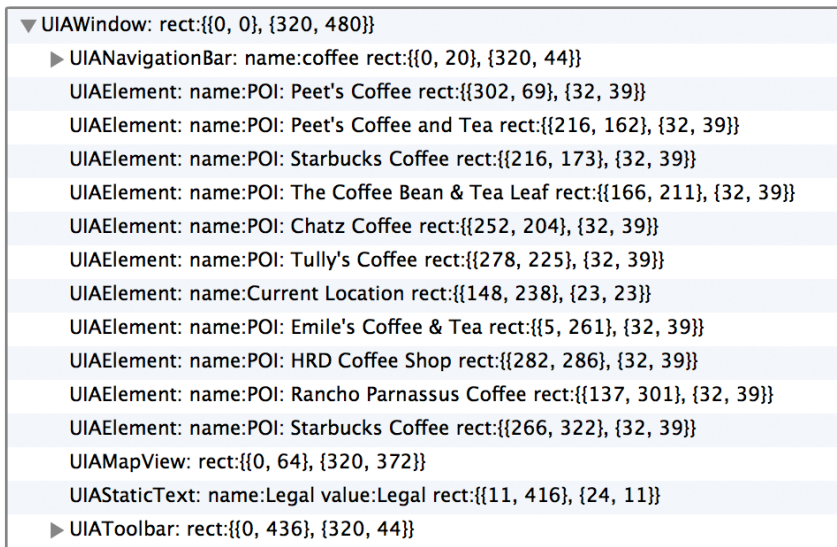 UIAWindow: rect:{{0, 0}, {320, 480}}
UIANavigationBar: name:coffee rect:{{0, 20}, {320, 44}}
UIAElement: name:POI: Peet's Coffee rect:{{302, 69}, {32, 39}}
UIAElement: name:POI: Peet's Coffee and Tea rect:{{216, 162}, {32, 39}}
UIAElement: name:POI: Starbucks Coffee rect:{{216, 173}, {32, 39}}
UIAElement: name:POI: The Coffee Bean & Tea Leaf rect:{{166, 211}, {32, 39}}
UIAElement: name:POI: Chatz Coffee rect:{{252, 204}, {32, 39}}
UIAElement: name:POI: Tully's Coffee rect:{{278, 225}, {32, 39}}
UIAElement: name:Current Location rect:{{148, 238}, {23, 23}}
UIAElement: name:POI: Emile's Coffee & Tea rect:{{5, 261}, {32, 39}}
UIAElement: name:POI: HRD Coffee Shop rect:{{282, 286}, {32, 39}}
UIAElement: name:POI: Rancho Parnassus Coffee rect:{{137, 301}, {32, 39}}
UIAElement: name:POI: Starbucks Coffee rect:{{266, 322}, {32, 39}}
UIAMapView: rect:{{0, 64}, {320, 372}}
UIAStaticText: name:Legal value:Legal rect:{{11, 416}, {24, 11}}
UIAToolbar: rect:{{0, 436}, {320, 44}}